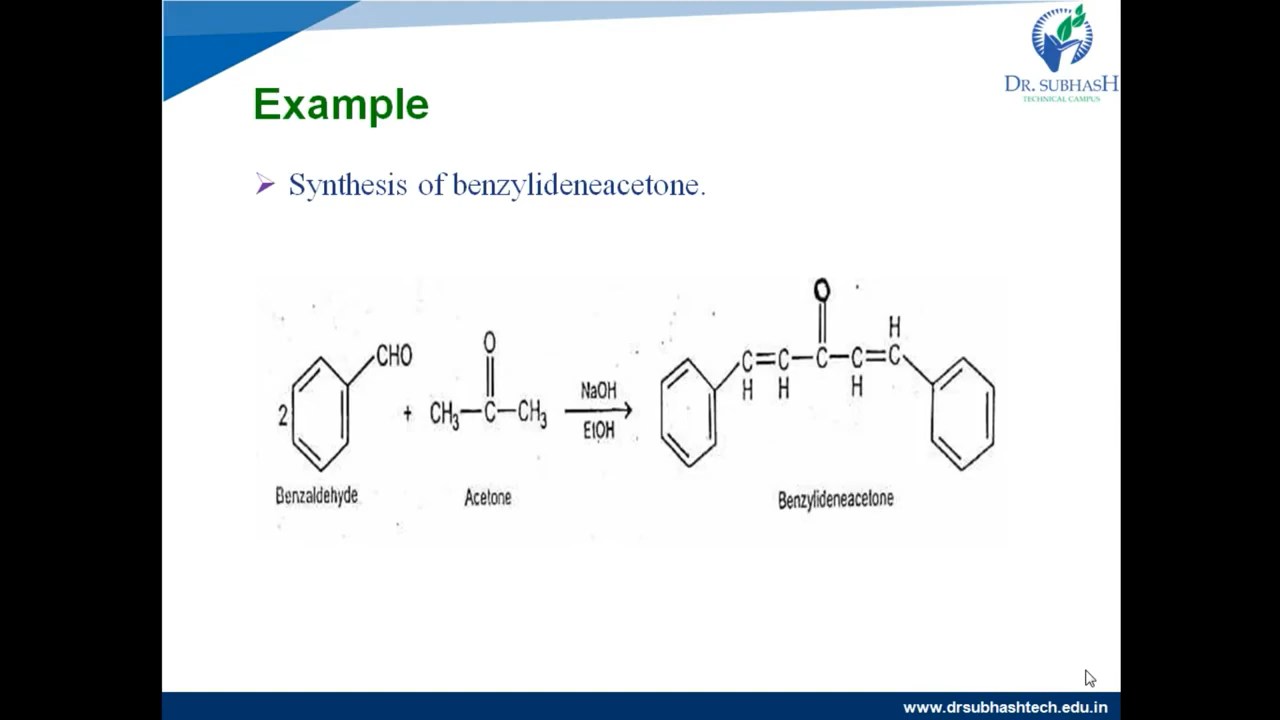 DR. SUBHASH
TECHNICAL CAMPUS
Example
Synthesis of benzylideneacetone.
2
CHO
+
O
CH3—C—CH3
NaOH
EtOH
O
H
C=C—C—C=C
H H H
Benzaldehyde
Acetone
Benzylideneacetone
www.drsubhashtech.edu.in